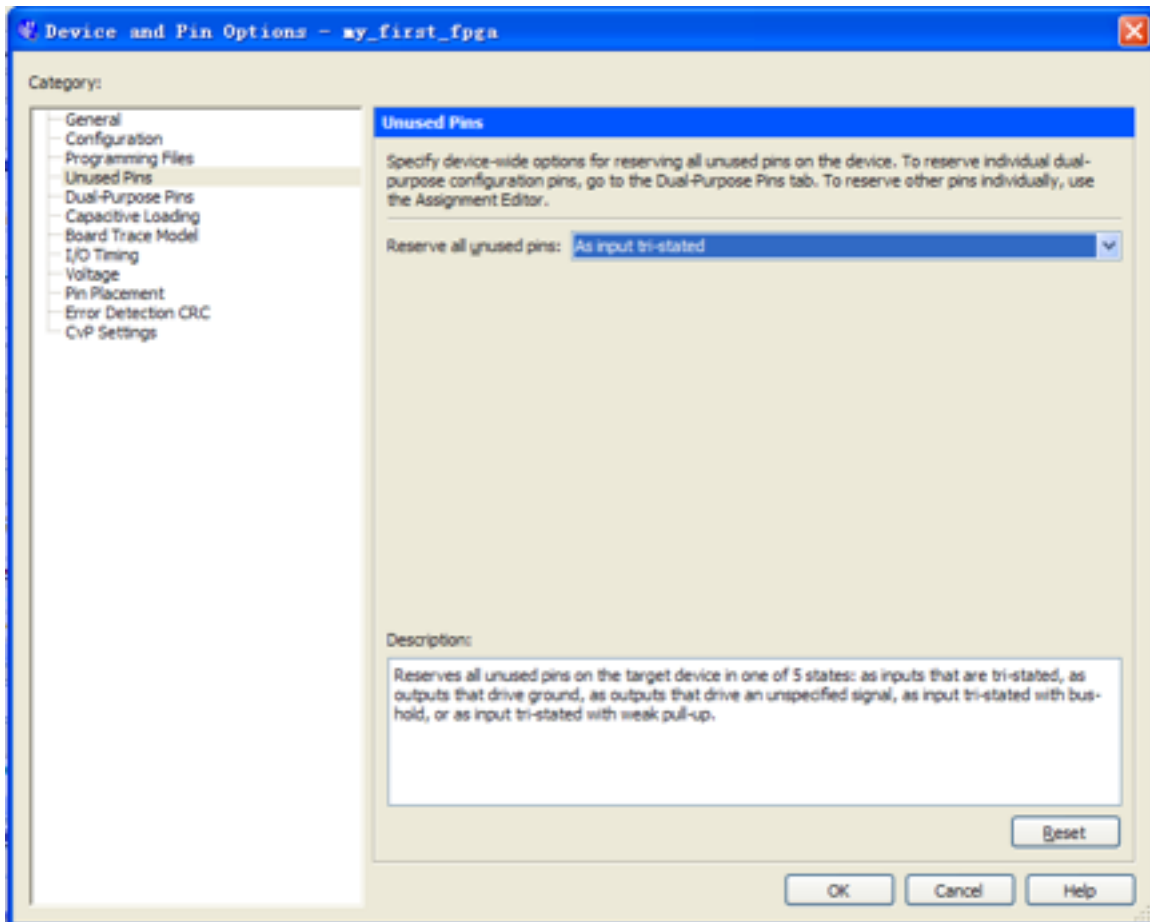 Device and Pin Options - my_first_fpga
Category:
General
Configuration
Programming Files
Unused Pins
Dual-Purpose Pins
Capacitive Loading
Board Trace Model
I/O Timing
Voltage
Pin Placement
Error Detection CRC
CvP Settings
Unused Pins
Specify device-wide options for reserving all unused pins on the device. To reserve individual dual-
purpose configuration pins, go to the Dual-Purpose Pins tab. To reserve other pins individually, use
the Assignment Editor.
Reserve all unused pins: As input tri-stated
Description:
Reserves all unused pins on the target device in one of 5 states: as inputs that are tri-stated, as
outputs that drive ground, as outputs that drive an unspecified signal, as input tri-stated with bus-
hold, or as input tri-stated with weak pull-up.
Reset
OK Cancel Help